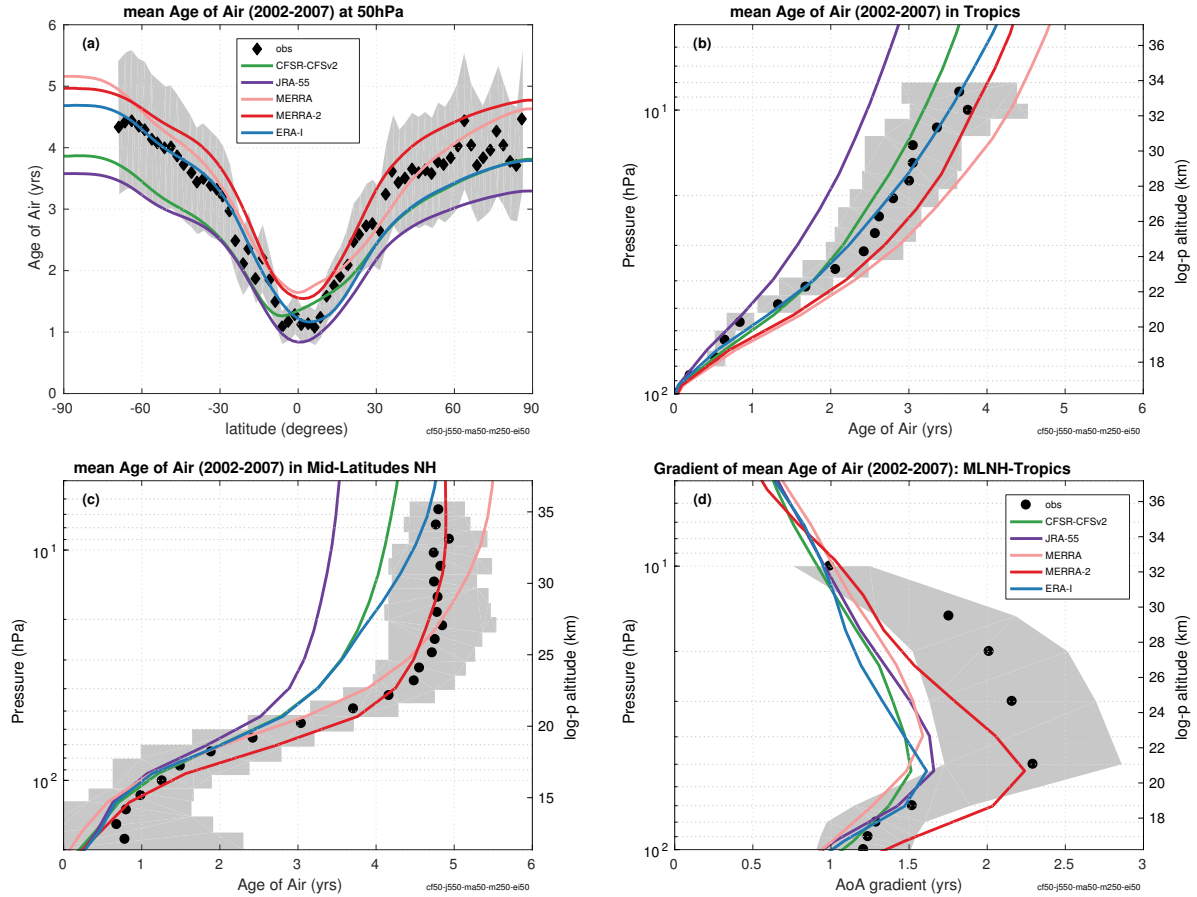 mean Age of Air (2002-2007) at 50hPa
(a)
obs
CFSR-CFSv2
JRA-55
MERRA
MERRA-2
ERA-I
6
5
4
3
2
1
0
Age of Air (yrs)
-90
-60
-30
0
30
60
90
latitude (degrees)
cf50-j550-ma50-m250-ei50
mean Age of Air (2002-2007) in Tropics
(b)
10¹
10²
Pressure (hPa)
36
34
32
30
28
26
24
22
20
18
log-p altitude (km)
0
1
2
3
4
5
6
Age of Air (yrs)
cf50-j550-ma50-m250-ei50
mean Age of Air (2002-2007) in Mid-Latitudes NH
(c)
10¹
10²
Pressure (hPa)
35
30
25
20
15
log-p altitude (km)
0
1
2
3
4
5
6
Age of Air (yrs)
cf50-j550-ma50-m250-ei50
Gradient of mean Age of Air (2002-2007): MLNH-Tropics
(d)
obs
CFSR-CFSv2
JRA-55
MERRA
MERRA-2
ERA-I
10¹
10²
Pressure (hPa)
36
34
32
30
28
26
24
22
20
18
log-p altitude (km)
0
0.5
1
1.5
2
2.5
3
AoA gradient (yrs)
cf50-j550-ma50-m250-ei50